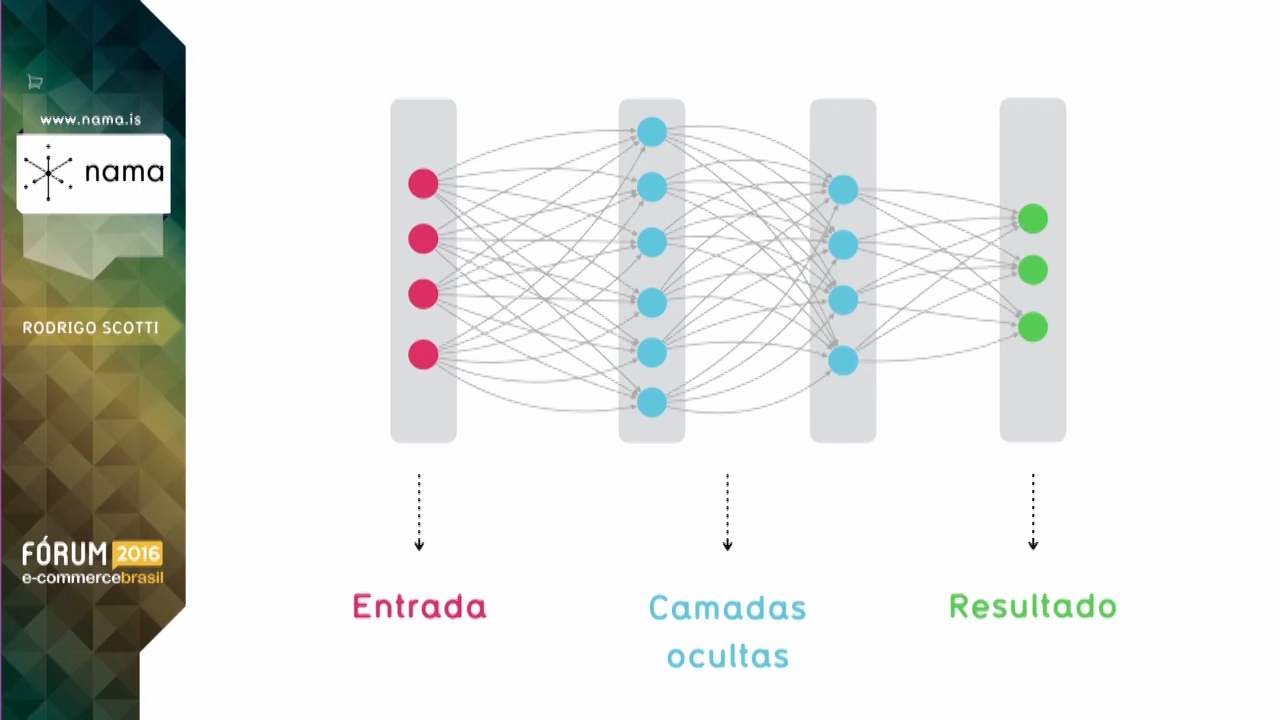 www.nama.is
nama
RODRIGO SCOTTI
FÓRUM 2016
e-commercebrasil
Entrada
Camadas
ocultas
Resultado